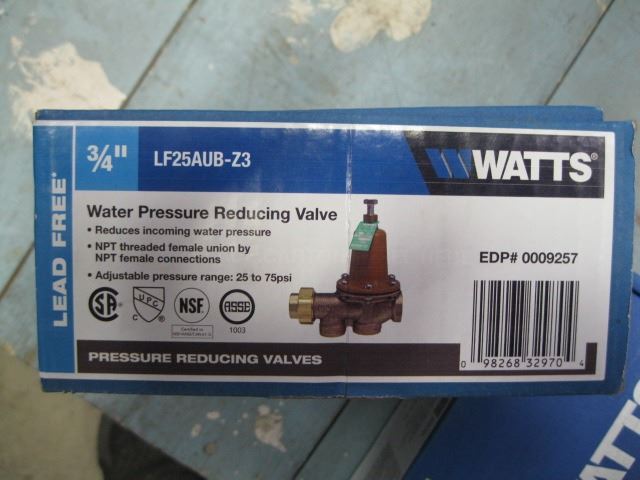 LEAD FREE*
3/4"
LF25AUB-Z3
WATTS®
Water Pressure Reducing Valve
• Reduces incoming water pressure
• NPT threaded female union by
NPT female connections
• Adjustable pressure range: 25 to 75psi
EDP# 0009257
UPC
C
NSF
ASSE
1003
Certified to
PRESSURE REDUCING VALVES
0 98268 32970 4
WATTS